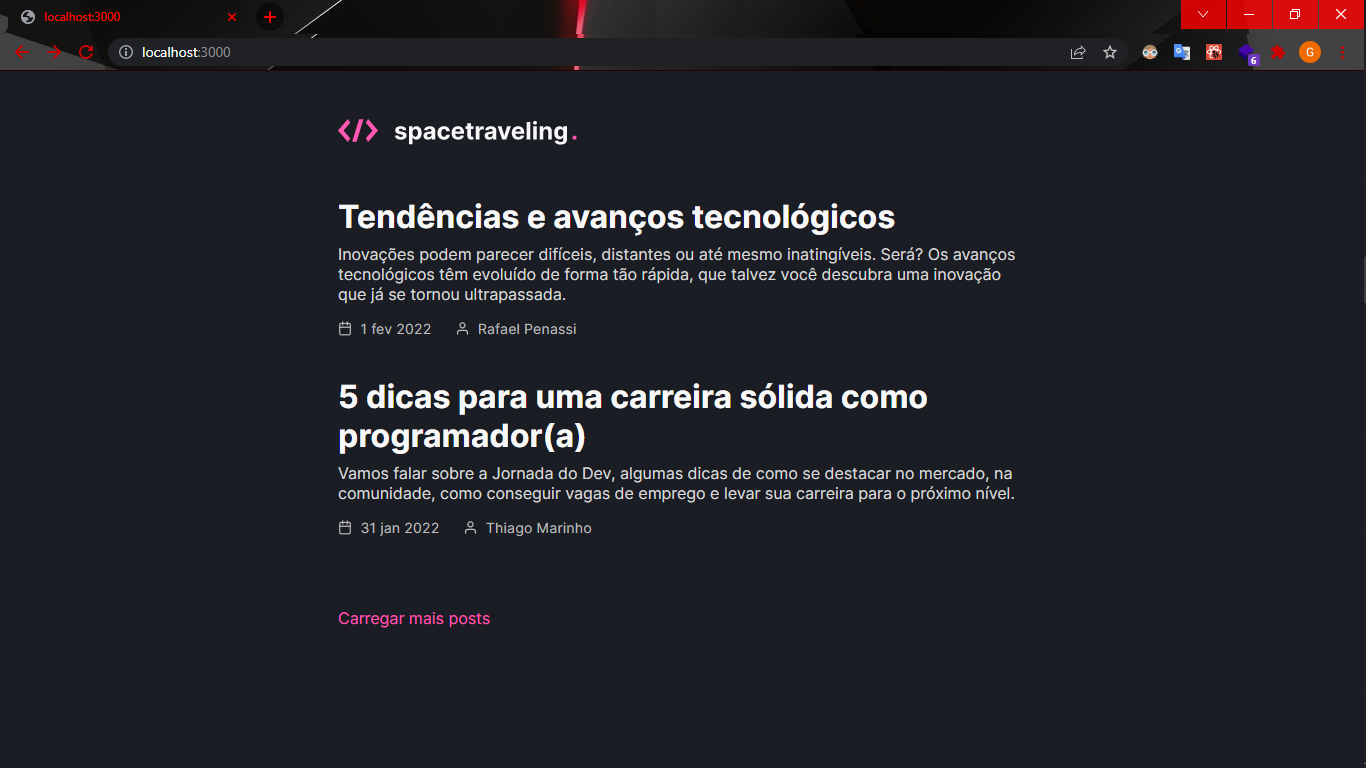 localhost:3000
localhost:3000
G
6
</> spacetraveling.
Tendências e avanços tecnológicos
Inovações podem parecer difíceis, distantes ou até mesmo inatingíveis. Será? Os avanços
tecnológicos têm evoluído de forma tão rápida, que talvez você descubra uma inovação
que já se tornou ultrapassada.
1 fev 2022 Rafael Penassi
5 dicas para uma carreira sólida como
programador(a)
Vamos falar sobre a Jornada do Dev, algumas dicas de como se destacar no mercado, na
comunidade, como conseguir vagas de emprego e levar sua carreira para o próximo nível.
31 jan 2022 Thiago Marinho
Carregar mais posts